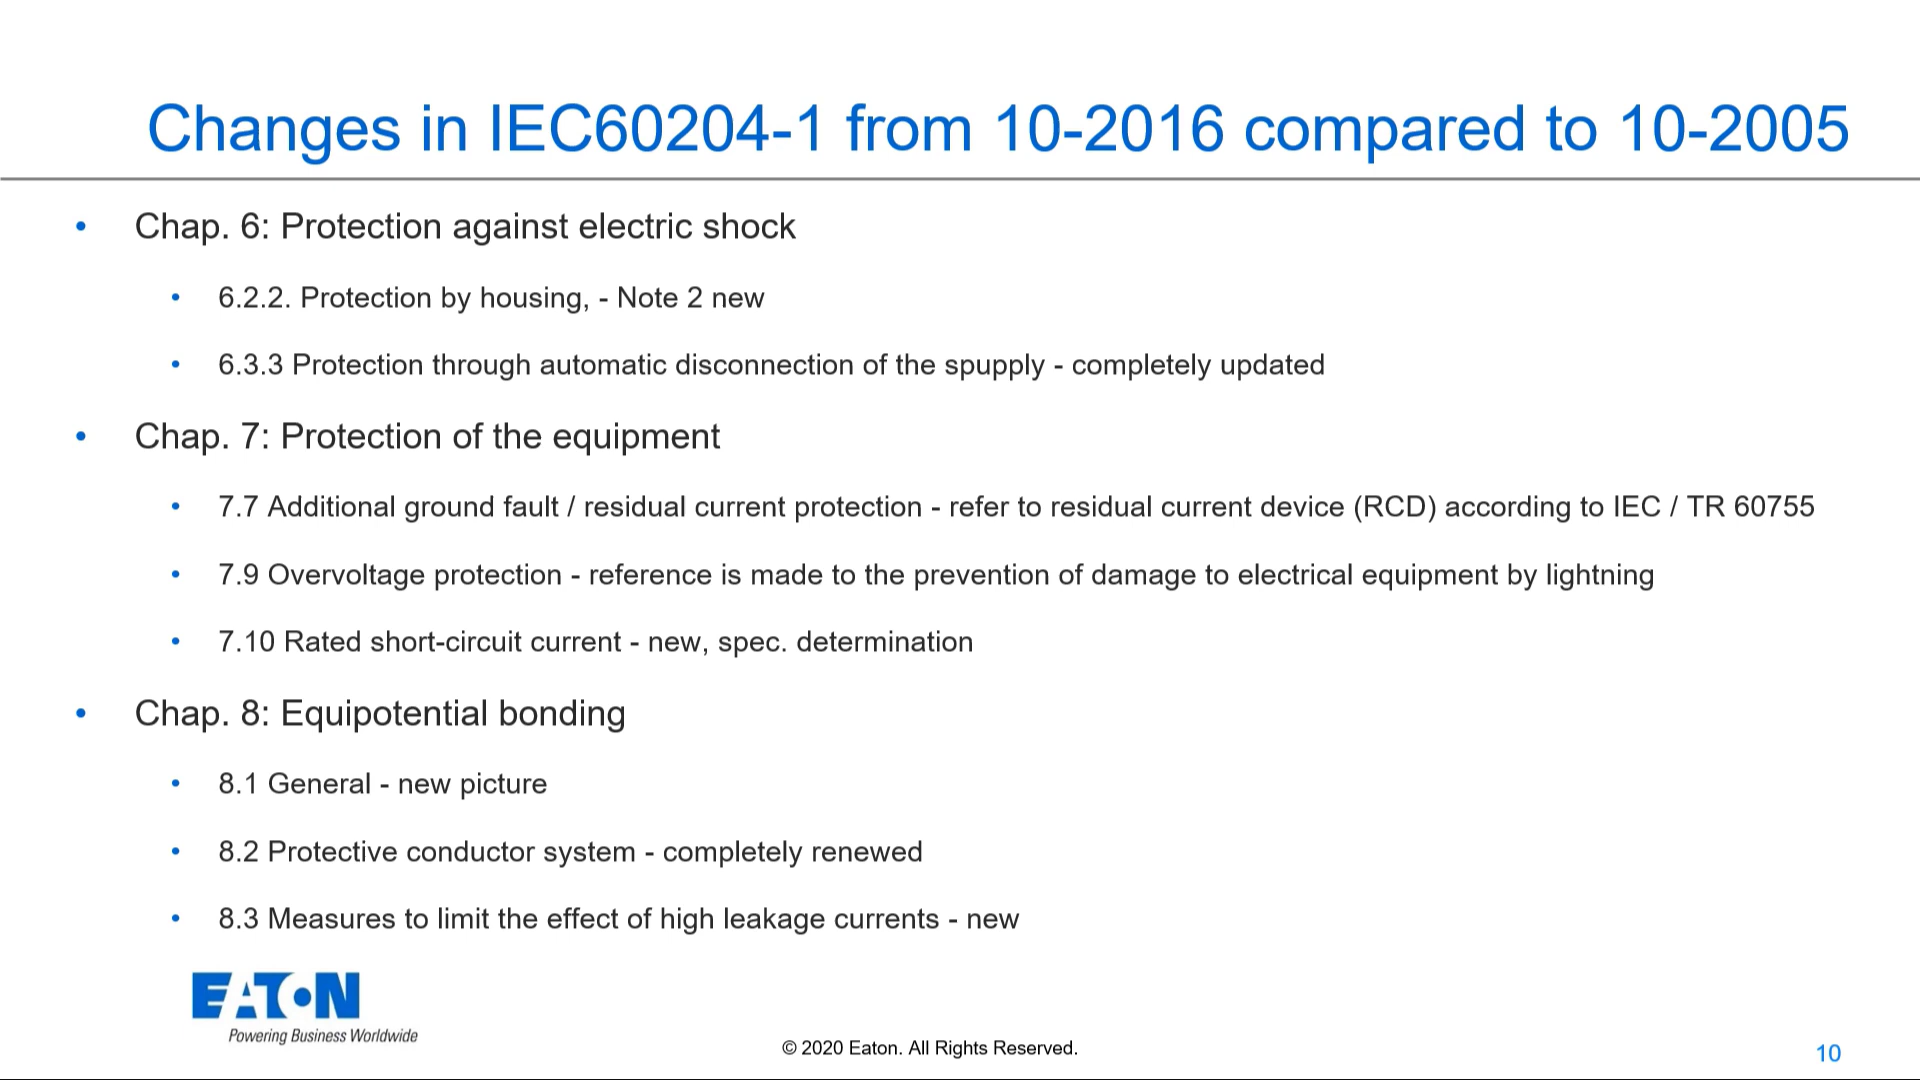 Changes in IEC60204-1 from 10-2016 compared to 10-2005
• Chap. 6: Protection against electric shock
• 6.2.2. Protection by housing, - Note 2 new
• 6.3.3 Protection through automatic disconnection of the spupply - completely updated
• Chap. 7: Protection of the equipment
• 7.7 Additional ground fault / residual current protection - refer to residual current device (RCD) according to IEC / TR 60755
• 7.9 Overvoltage protection - reference is made to the prevention of damage to electrical equipment by lightning
• 7.10 Rated short-circuit current - new, spec. determination
• Chap. 8: Equipotential bonding
• 8.1 General - new picture
• 8.2 Protective conductor system - completely renewed
• 8.3 Measures to limit the effect of high leakage currents - new
EATON
Powering Business Worldwide
© 2020 Eaton. All Rights Reserved.
10